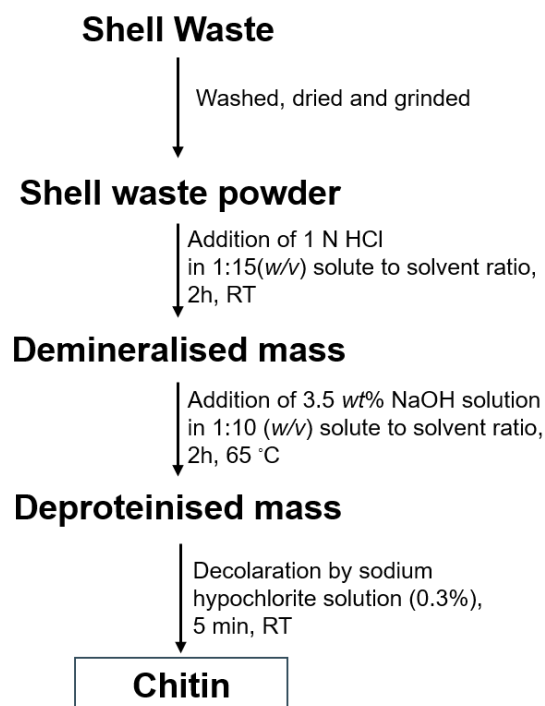 Shell Waste
Washed, dried and grinded
Shell waste powder
Addition of 1 N HCl
in 1:15(w/v) solute to solvent ratio,
2h, RT
Demineralised mass
Addition of 3.5 wt% NaOH solution
in 1:10 (w/v) solute to solvent ratio,
2h, 65 °C
Deproteinised mass
Decolaration by sodium
hypochlorite solution (0.3%),
5 min, RT
Chitin